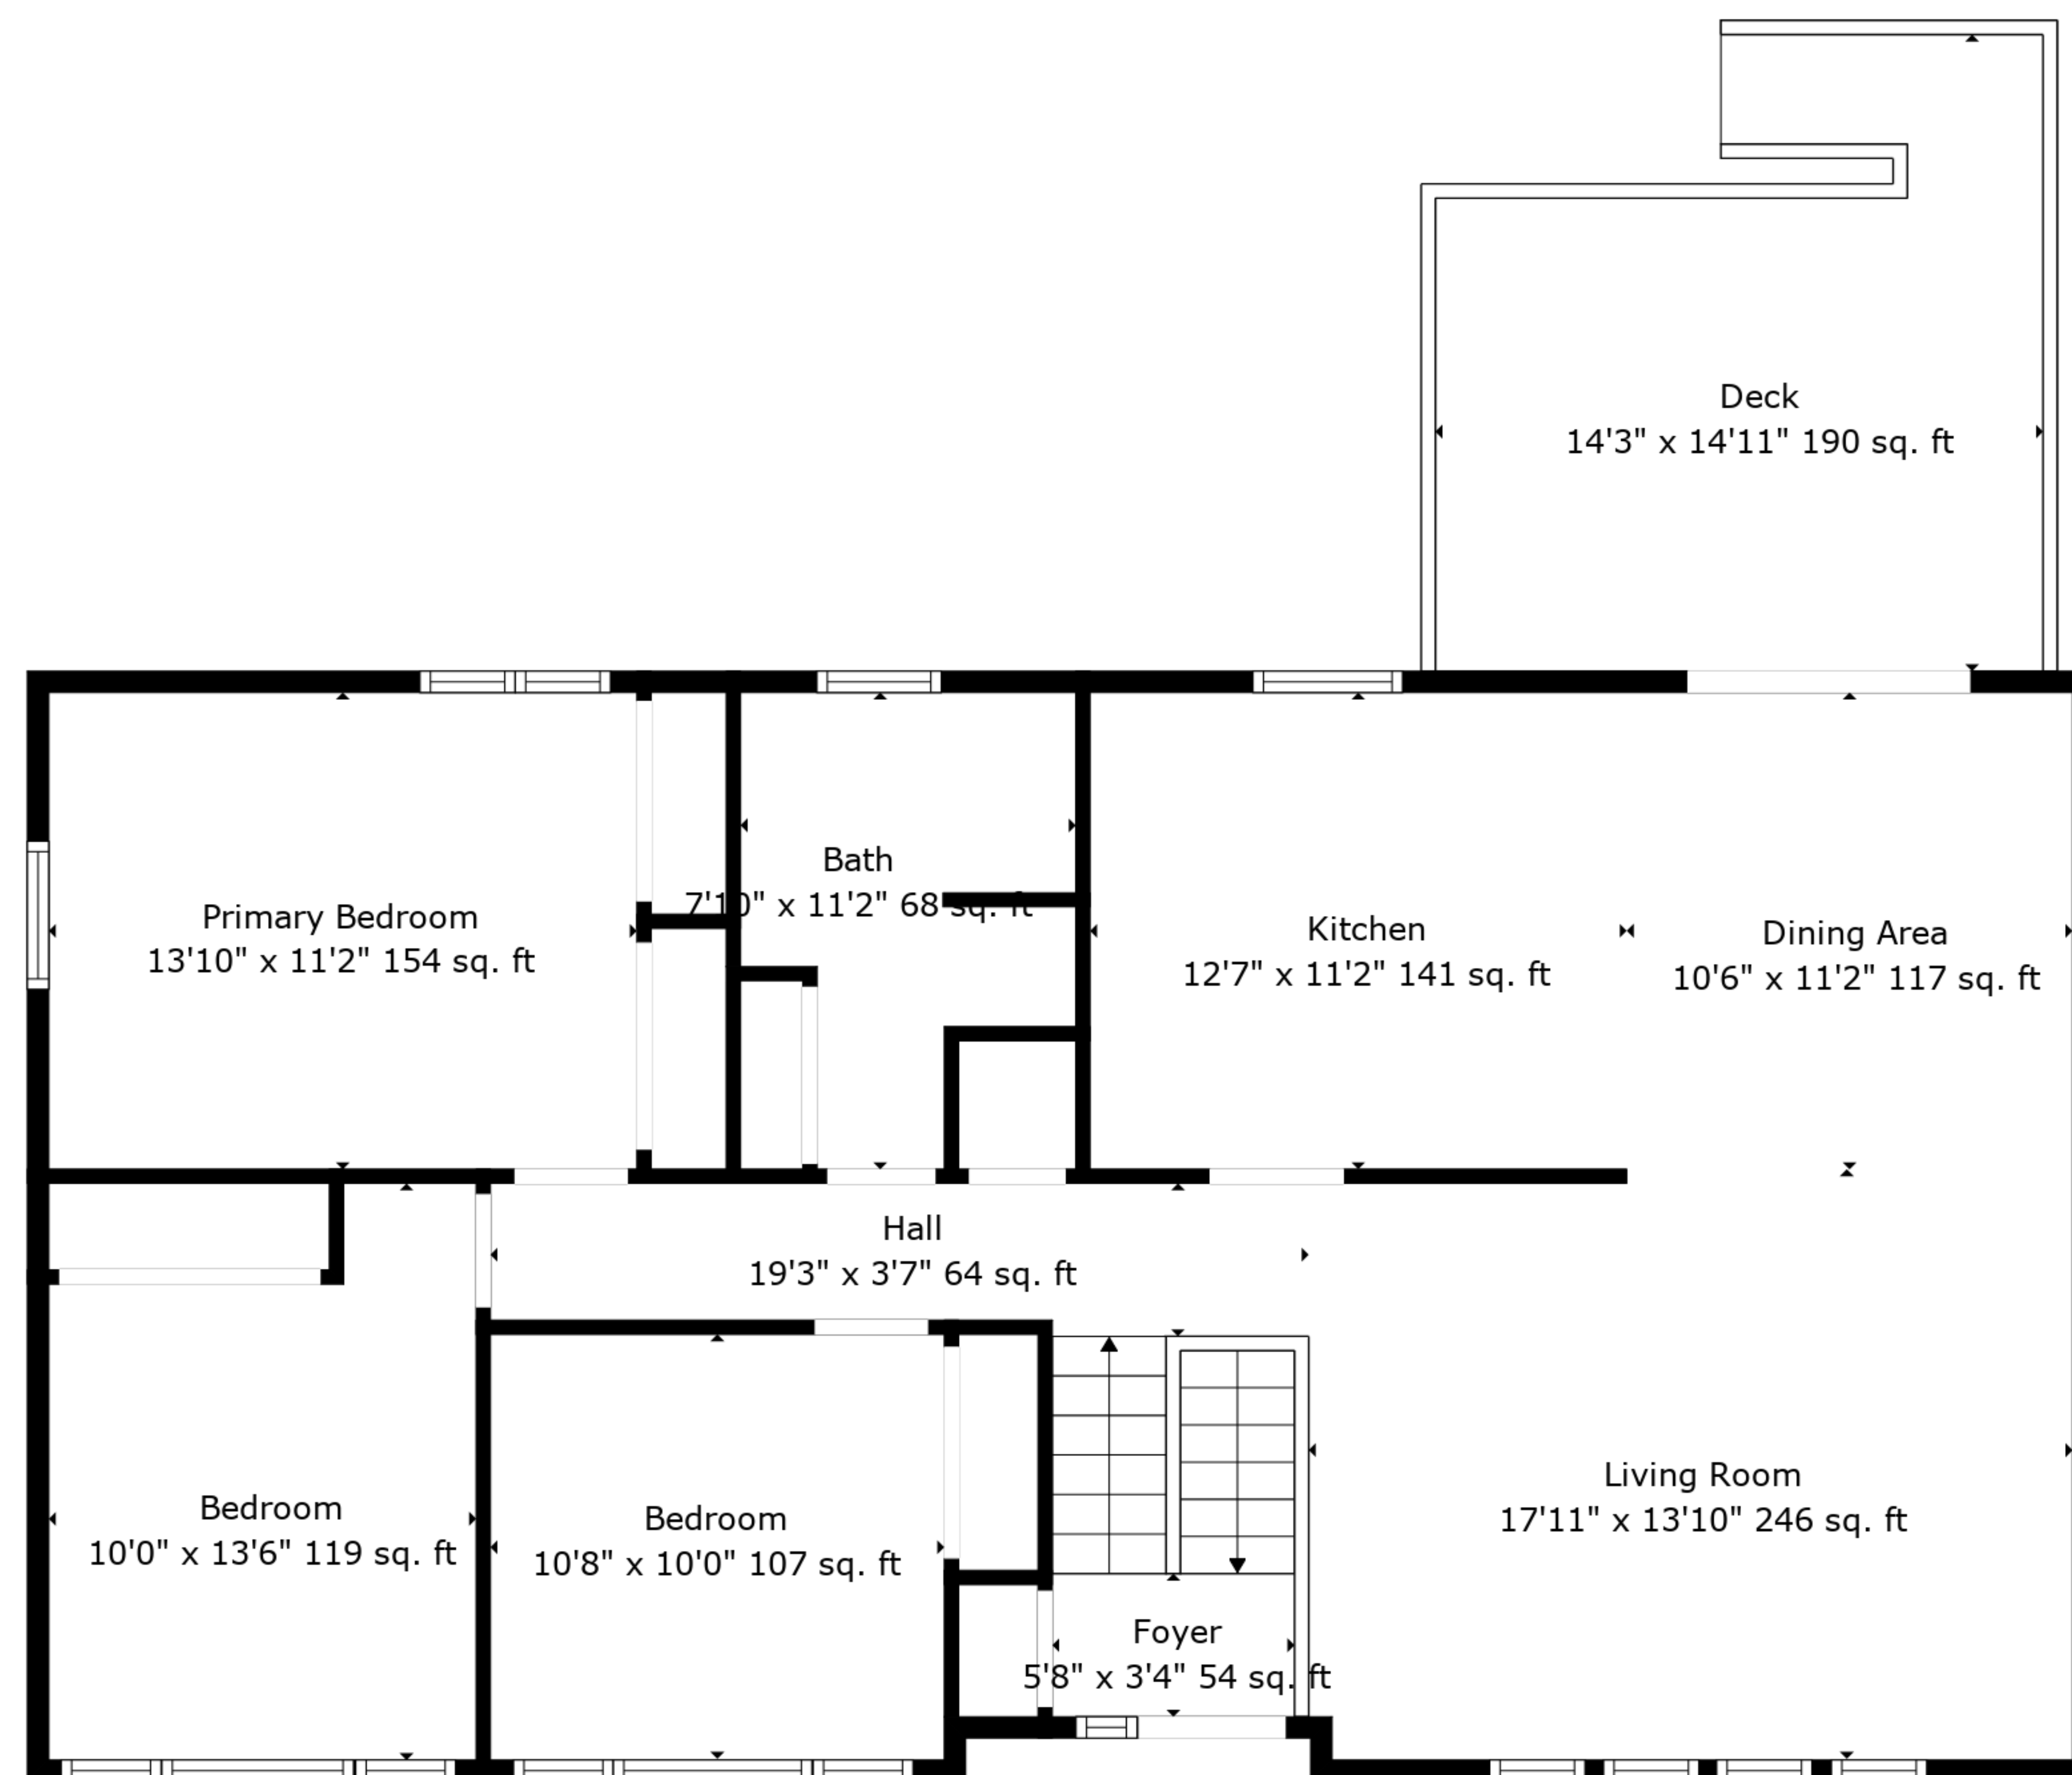 Deck
14'3" x 14'11" 190 sq. ft
Primary Bedroom
13'10" x 11'2" 154 sq. ft
Bath
7'10" x 11'2" 68 sq. ft
Kitchen
12'7" x 11'2" 141 sq. ft
Dining Area
10'6" x 11'2" 117 sq. ft
Hall
19'3" x 3'7" 64 sq. ft
Bedroom
10'0" x 13'6" 119 sq. ft
Bedroom
10'8" x 10'0" 107 sq. ft
Living Room
17'11" x 13'10" 246 sq. ft
Foyer
5'8" x 3'4" 54 sq. ft